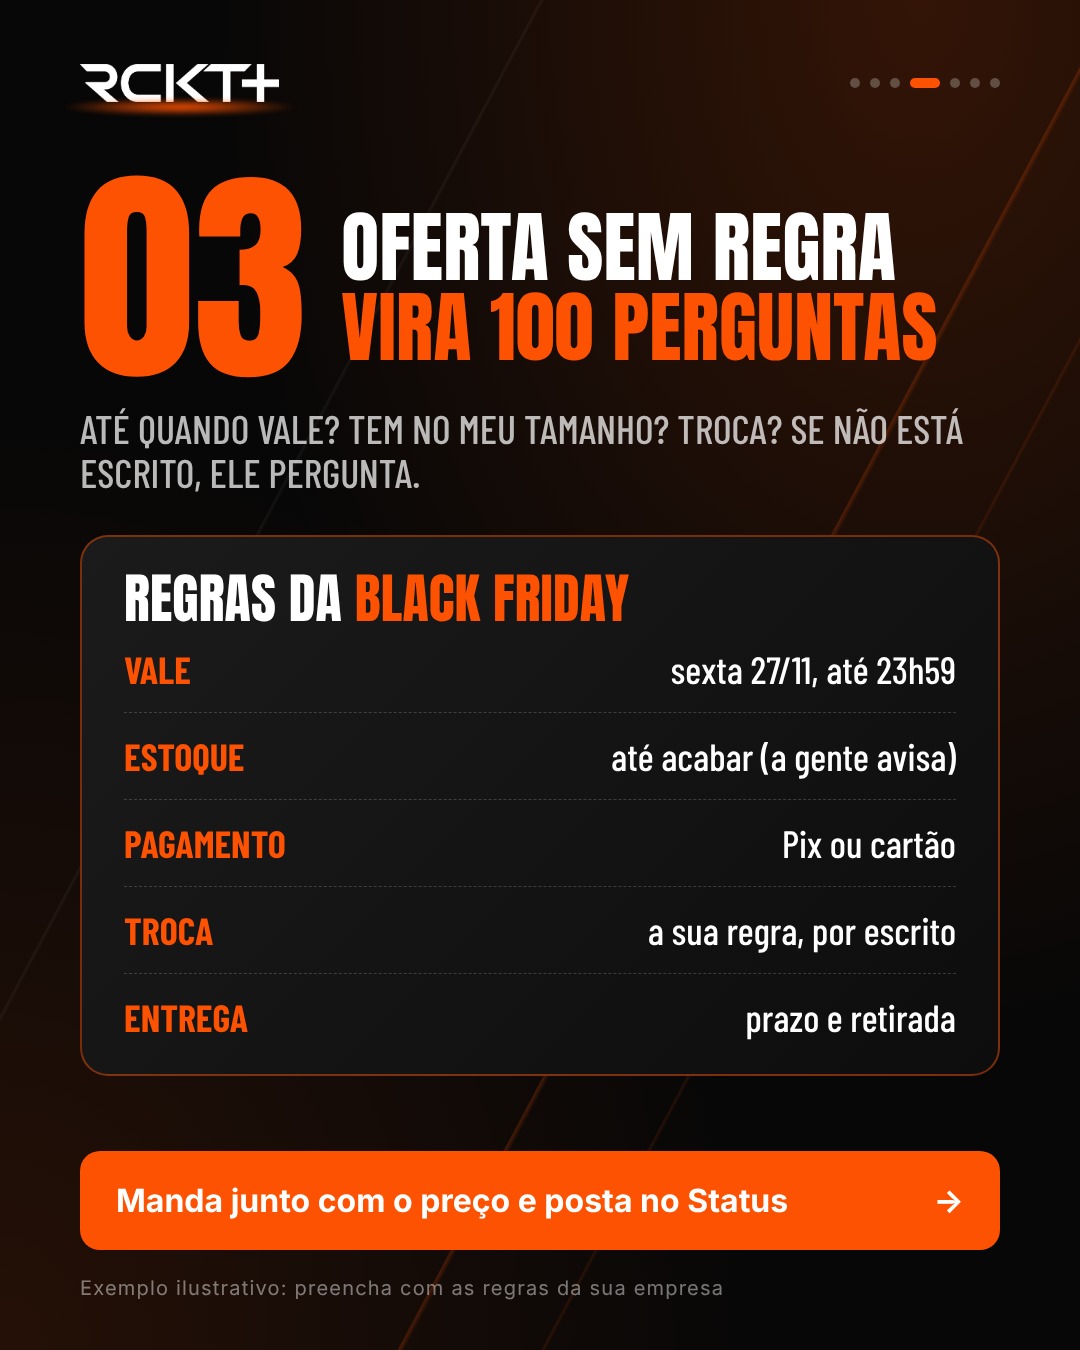 RCKT+
03
OFERTA SEM REGRA
VIRA 100 PERGUNTAS
ATÉ QUANDO VALE? TEM NO MEU TAMANHO? TROCA? SE NÃO ESTÁ
ESCRITO, ELE PERGUNTA.
REGRAS DA BLACK FRIDAY
VALE sexta 27/11, até 23h59
ESTOQUE até acabar (a gente avisa)
PAGAMENTO Pix ou cartão
TROCA a sua regra, por escrito
ENTREGA prazo e retirada
Manda junto com o preço e posta no Status →
Exemplo ilustrativo: preencha com as regras da sua empresa